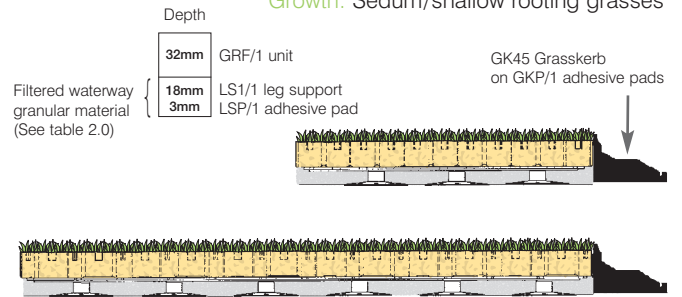 Growth: Sedum/shallow rooting grasses
Depth
32mm GRF/1 unit
18mm LS1/1 leg support
3mm LSP/1 adhesive pad
Filtered waterway
granular material
(See table 2.0)
GK45 Grasskerb
on GKP/1 adhesive pads